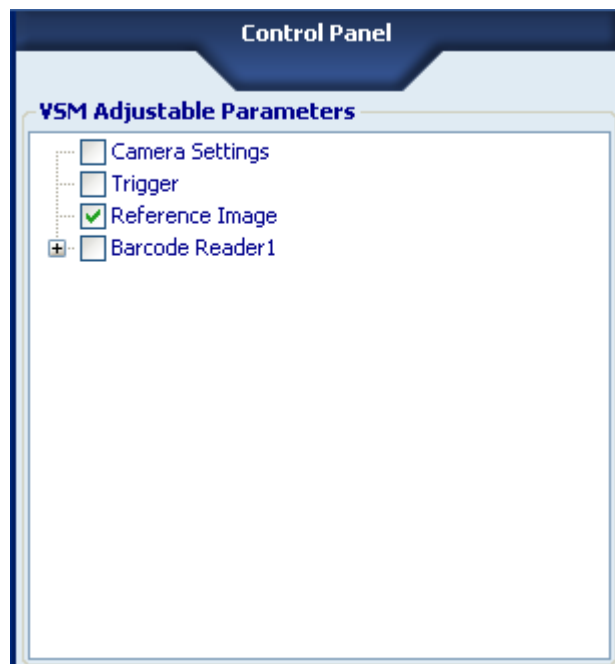 Control Panel
VSM Adjustable Parameters
Camera Settings
Trigger
Reference Image
Barcode Reader1